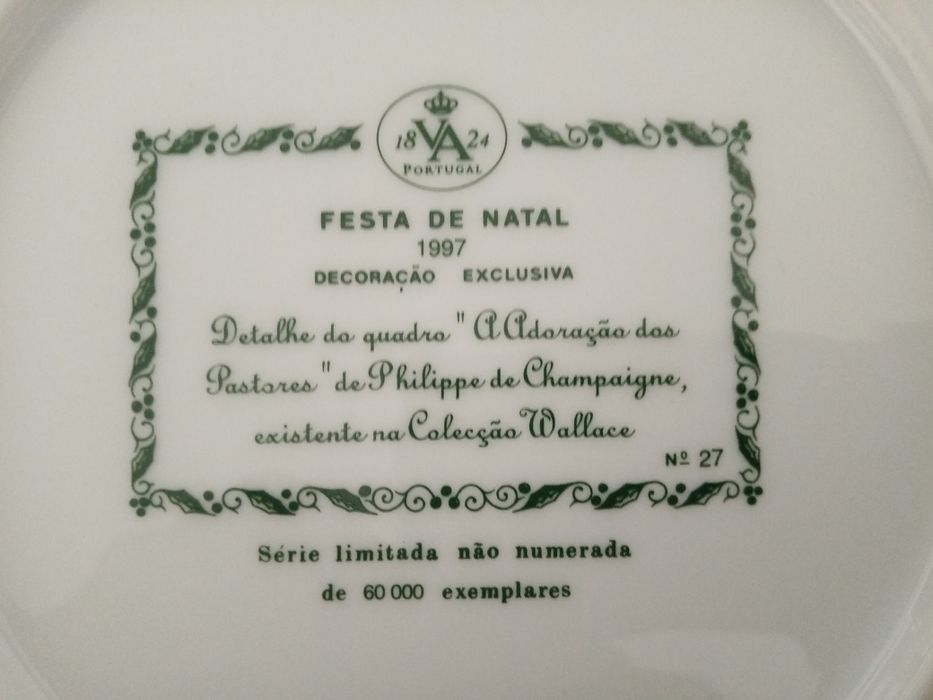 18 VA 24
PORTUGAL
FESTA DE NATAL
1997
DECORAÇÃO EXCLUSIVA
Detalhe do quadro "A Adoração dos
Pastores" de Philippe de Champaigne,
existente na Colecção Wallace
Nº 27
Série limitada não numerada
de 60 000 exemplares